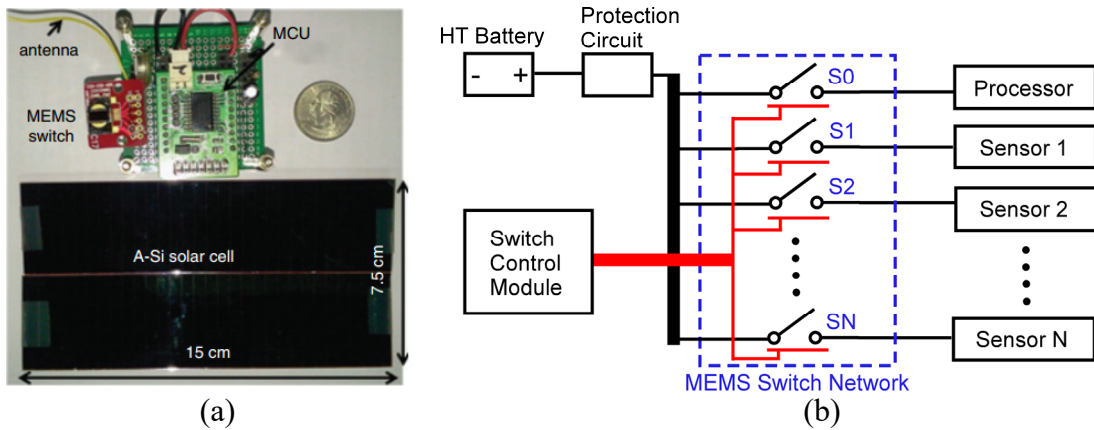 antenna
MCU
MEMS
switch
A-Si solar cell
7.5 cm
15 cm
(a)
HT Battery
- +
Protection
Circuit
S0
Processor
S1
Sensor 1
S2
Sensor 2
Switch
Control
Module
SN
Sensor N
MEMS Switch Network
(b)